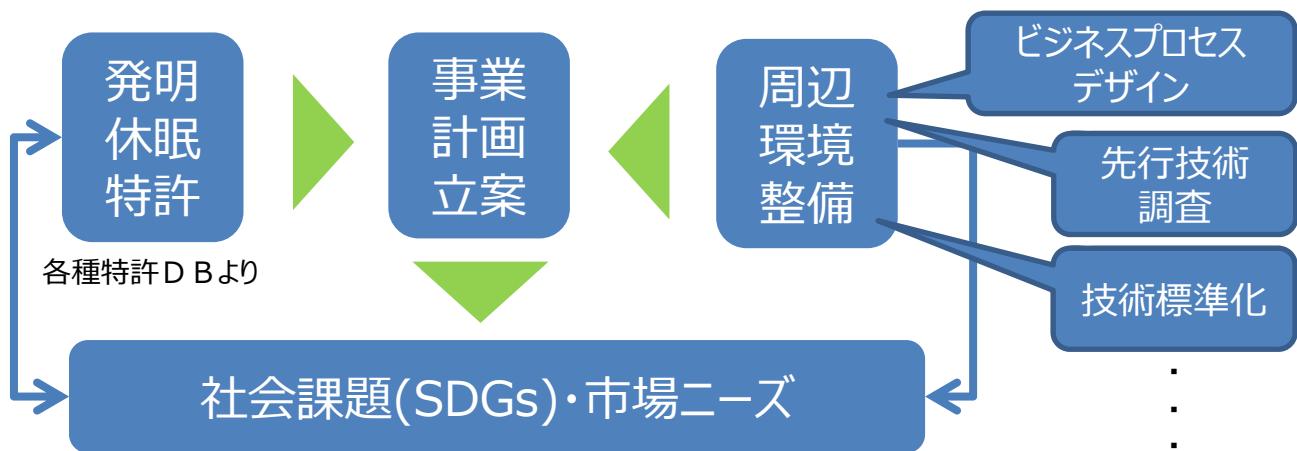 発明
休眠
特許
各種特許ＤＢより
事業
計画
立案
周辺
環境
整備
ビジネスプロセス
デザイン
先行技術
調査
技術標準化
・
・
・
社会課題(SDGs)・市場ニーズ